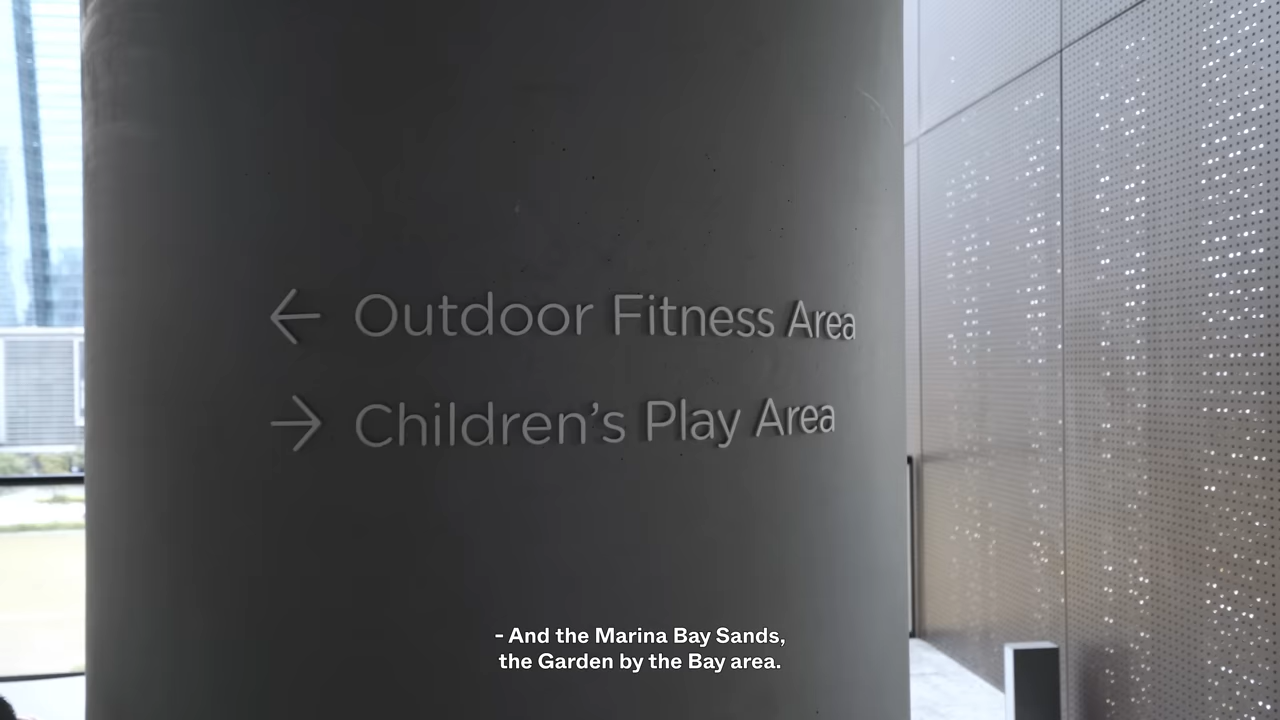 ← Outdoor Fitness Area
→ Children’s Play Area
- And the Marina Bay Sands,
the Garden by the Bay area.